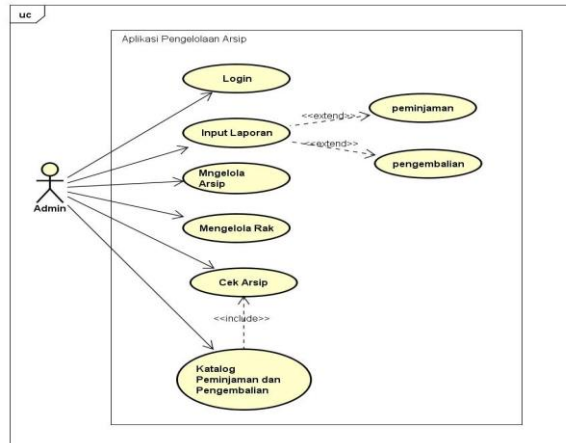 uc
Aplikasi Pengelolaan Arsip
Login
Input Laporan
<<extend>>
peminjaman
<<extend>>
pengembalian
Mngelola
Arsip
Admin
Mengelola Rak
Cek Arsip
<<include>>
Katalog
Peminjaman dan
Pengembalian